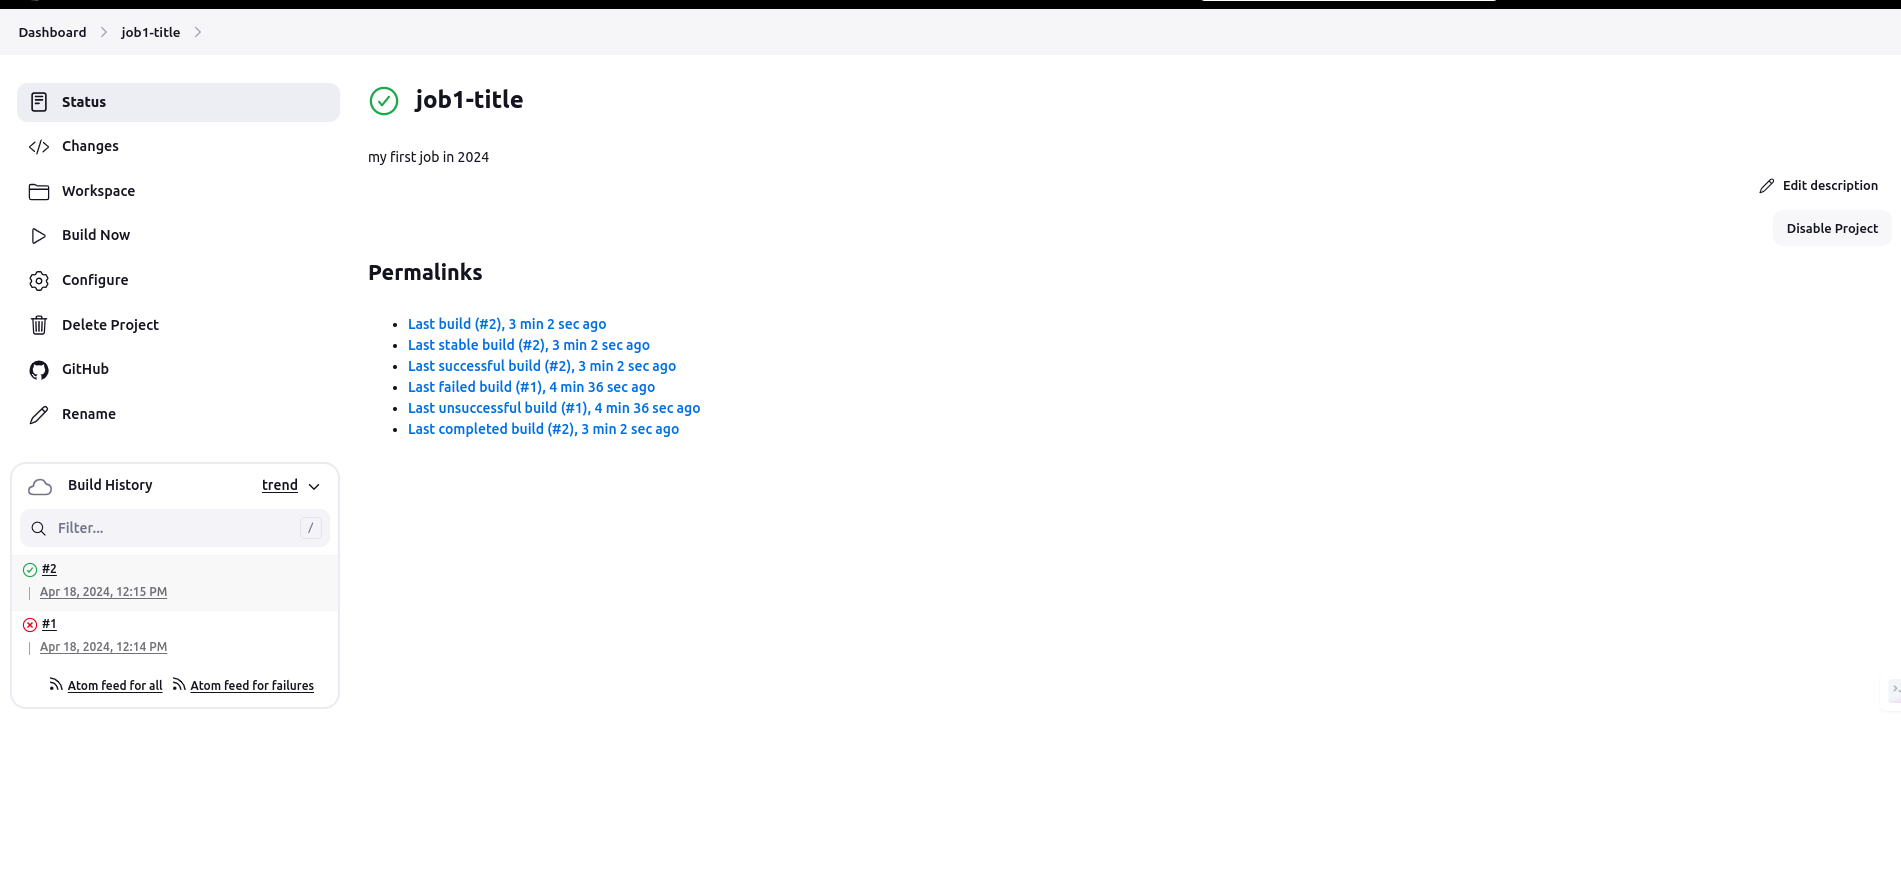 Dashboard
job1-title
Status
Changes
Workspace
Build Now
Configure
Delete Project
GitHub
Rename
Build History
trend
Filter...
/
#2
Apr 18, 2024, 12:15 PM
#1
Apr 18, 2024, 12:14 PM
Atom feed for all
Atom feed for failures
job1-title
my first job in 2024
Edit description
Disable Project
Permalinks
Last build (#2), 3 min 2 sec ago
Last stable build (#2), 3 min 2 sec ago
Last successful build (#2), 3 min 2 sec ago
Last failed build (#1), 4 min 36 sec ago
Last unsuccessful build (#1), 4 min 36 sec ago
Last completed build (#2), 3 min 2 sec ago